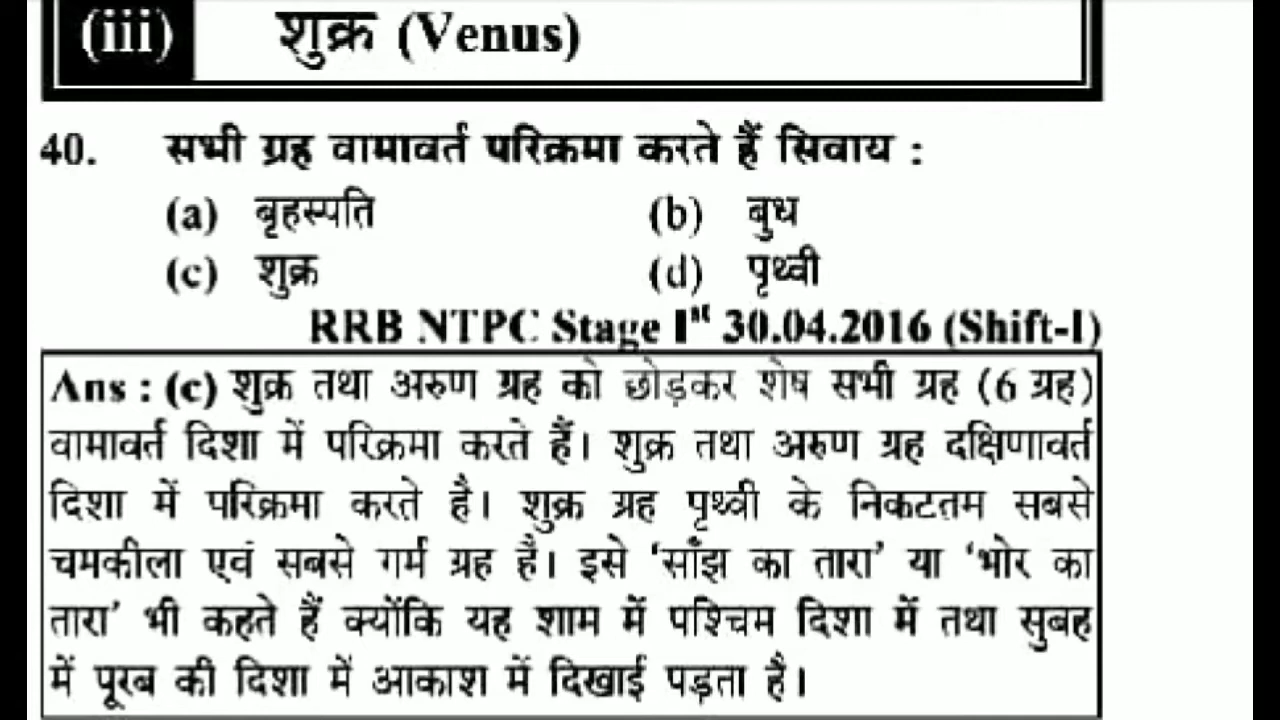 (iii) शुक्र (Venus)
40. सभी ग्रह वामावर्त परिक्रमा करते हैं सिवाय :
(a) बृहस्पति (b) बुध
(c) शुक्र (d) पृथ्वी
RRB NTPC Stage Ist 30.04.2016 (Shift-I)
Ans : (c) शुक्र तथा अरुण ग्रह को छोड़कर शेष सभी ग्रह (6 ग्रह)
वामावर्त दिशा में परिक्रमा करते हैं। शुक्र तथा अरुण ग्रह दक्षिणावर्त
दिशा में परिक्रमा करते है। शुक्र ग्रह पृथ्वी के निकटतम सबसे
चमकीला एवं सबसे गर्म ग्रह है। इसे ‘साँझ का तारा’ या ‘भोर का
तारा’ भी कहते हैं क्योंकि यह शाम में पश्चिम दिशा में तथा सुबह
में पूरब की दिशा में आकाश में दिखाई पड़ता है।